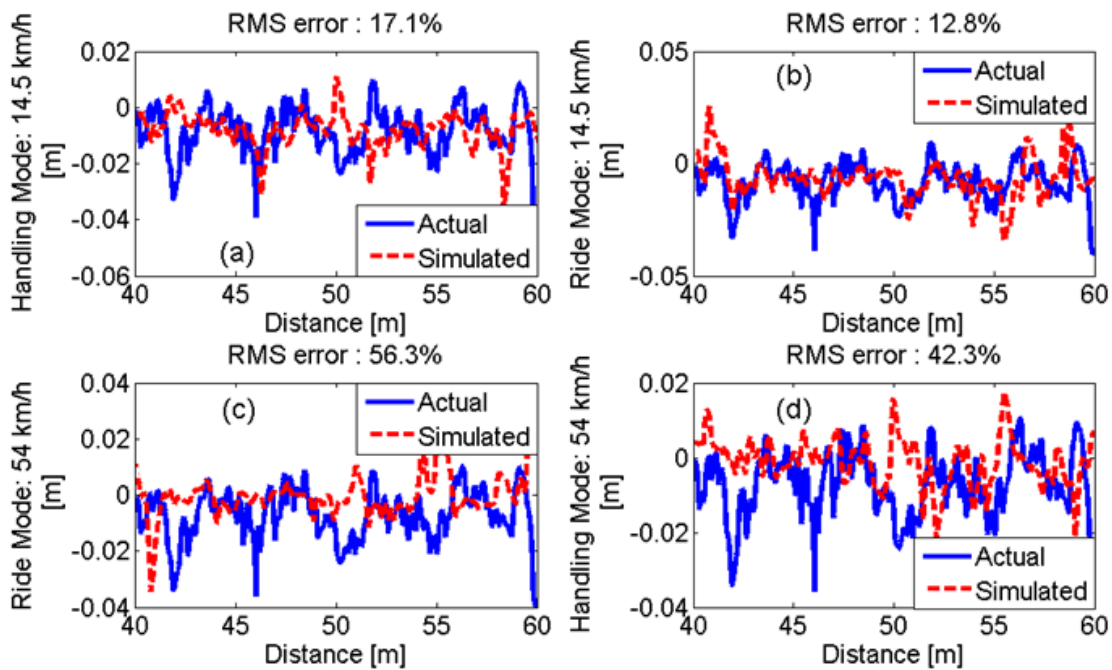 RMS error : 17.1%
Handling Mode: 14.5 km/h
[m]
0.02
0
-0.02
-0.04
-0.06
(a)
Actual
Simulated
40
45
50
55
60
Distance [m]
RMS error : 12.8%
Ride Mode: 14.5 km/h
[m]
0.05
0
-0.05
(b)
Actual
Simulated
40
45
50
55
60
Distance [m]
RMS error : 56.3%
Ride Mode: 54 km/h
[m]
0.04
0.02
0
-0.02
-0.04
(c)
Actual
Simulated
40
45
50
55
60
Distance [m]
RMS error : 42.3%
Handling Mode: 54 km/h
[m]
0.02
0
-0.02
-0.04
(d)
Actual
Simulated
40
45
50
55
60
Distance [m]